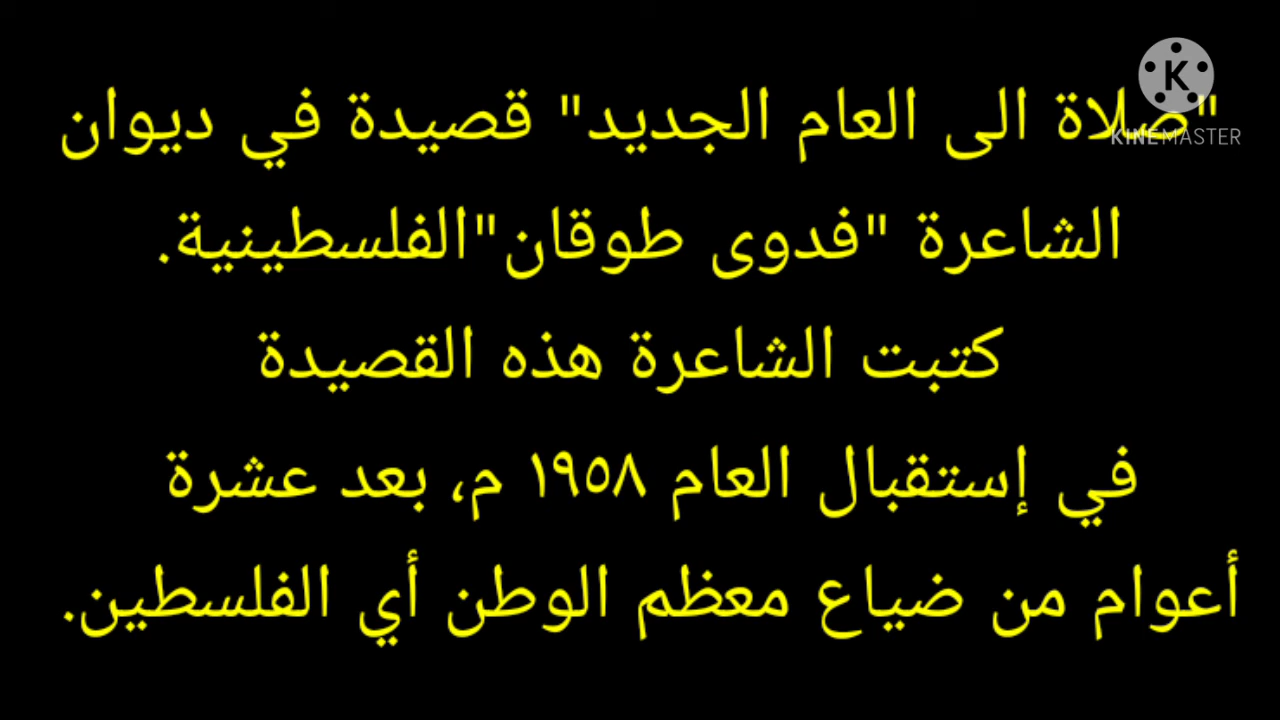 "صلاة الى العام الجديد" قصيدة في ديوان
الشاعرة "فدوى طوقان"الفلسطينية.
كتبت الشاعرة هذه القصيدة
في إستقبال العام ١٩٥٨ م، بعد عشرة
أعوام من ضياع معظم الوطن أي الفلسطين.
K
KINEMASTER